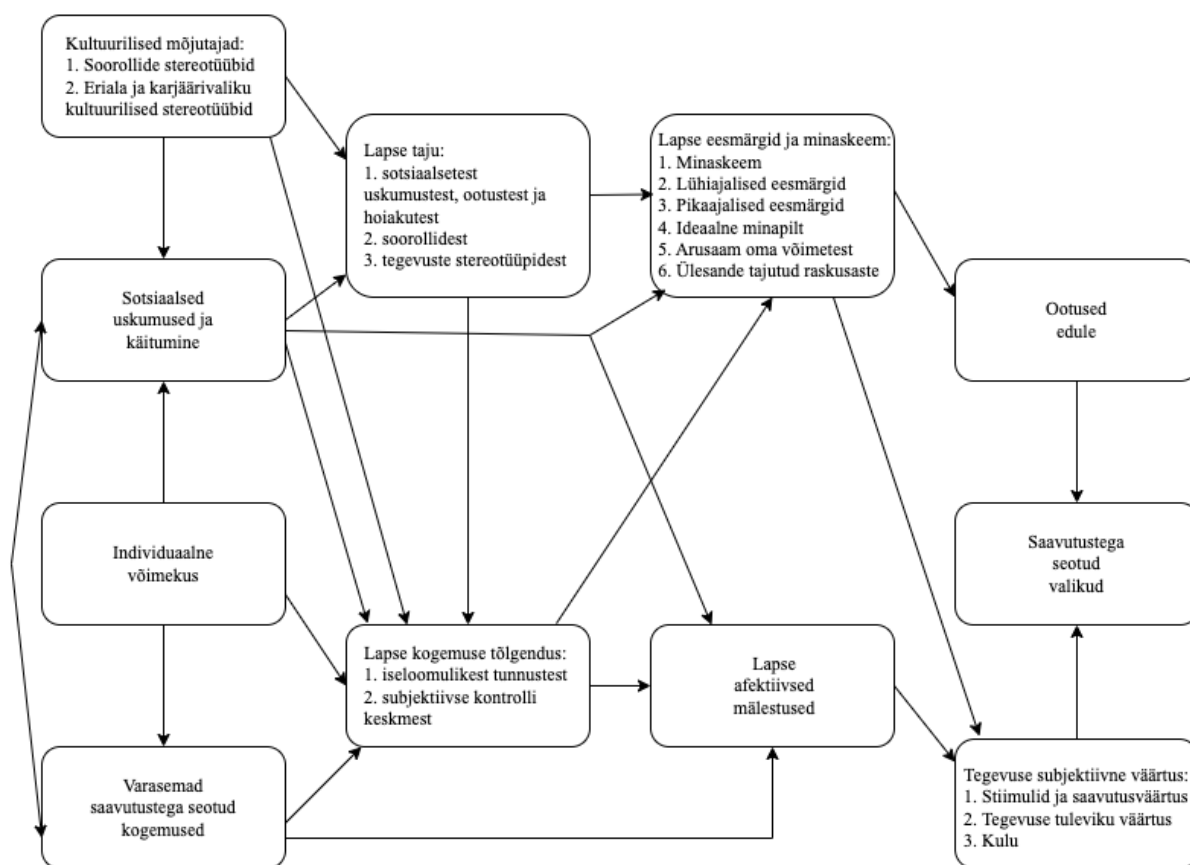 Kultuurilised mõjutajad:
1. Soorollide stereotüübid
2. Eriala ja karjäärivaliku
kultuurilised stereotüübid
Lapse taju:
1. sotsiaalsetest
uskumustest, ootustest ja
hoiakutest
2. soorollidest
3. tegevuste stereotüüpidest
Lapse eesmärgid ja minaskeem:
1. Minaskeem
2. Lühiajalised eesmärgid
3. Pikaajalised eesmärgid
4. Ideaalne minapilt
5. Arusaam oma võimetest
6. Ülesande tajutud raskusaste
Sotsiaalsed
uskumused ja
käitumine
Ootused
edule
Individuaalne
võimekus
Saavutustega
seotud
valikud
Lapse kogemuse tõlgendus:
1. iseloomulikest tunnustest
2. subjektiivse kontrolli
keskmest
Lapse
afektiivsed
mälestused
Varasemad
saavutustega seotud
kogemused
Tegevuse subjektiivne väärtus:
1. Stiimulid ja saavutusväärtus
2. Tegevuse tuleviku väärtus
3. Kulu